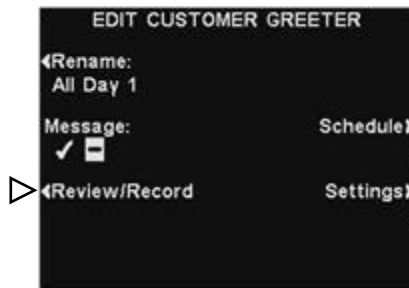 EDIT CUSTOMER GREETER
Rename:
All Day 1
Message: Schedule
Review/Record Settings